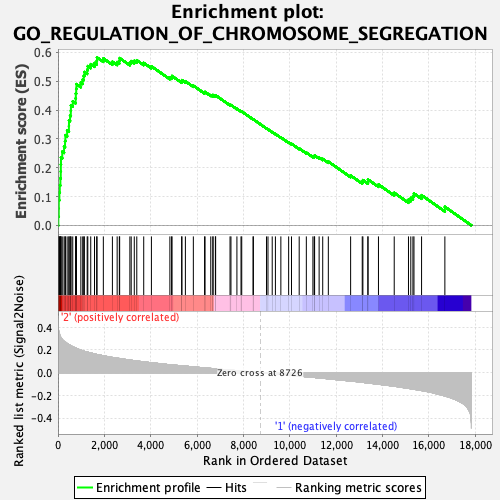 Enrichment plot:
GO_REGULATION_OF_CHROMOSOME_SEGREGATION
Enrichment score (ES)
0.6
0.5
0.4
0.3
0.2
0.1
0.0
Ranked list metric (Signal2Noise)
'2' (positively correlated)
0.4
0.2
0.0
-0.2
-0.4
Zero cross at 8726
'1' (negatively correlated)
0
2,000
4,000
6,000
8,000
10,000
12,000
14,000
16,000
18,000
Rank in Ordered Dataset
Enrichment profile
Hits
Ranking metric scores